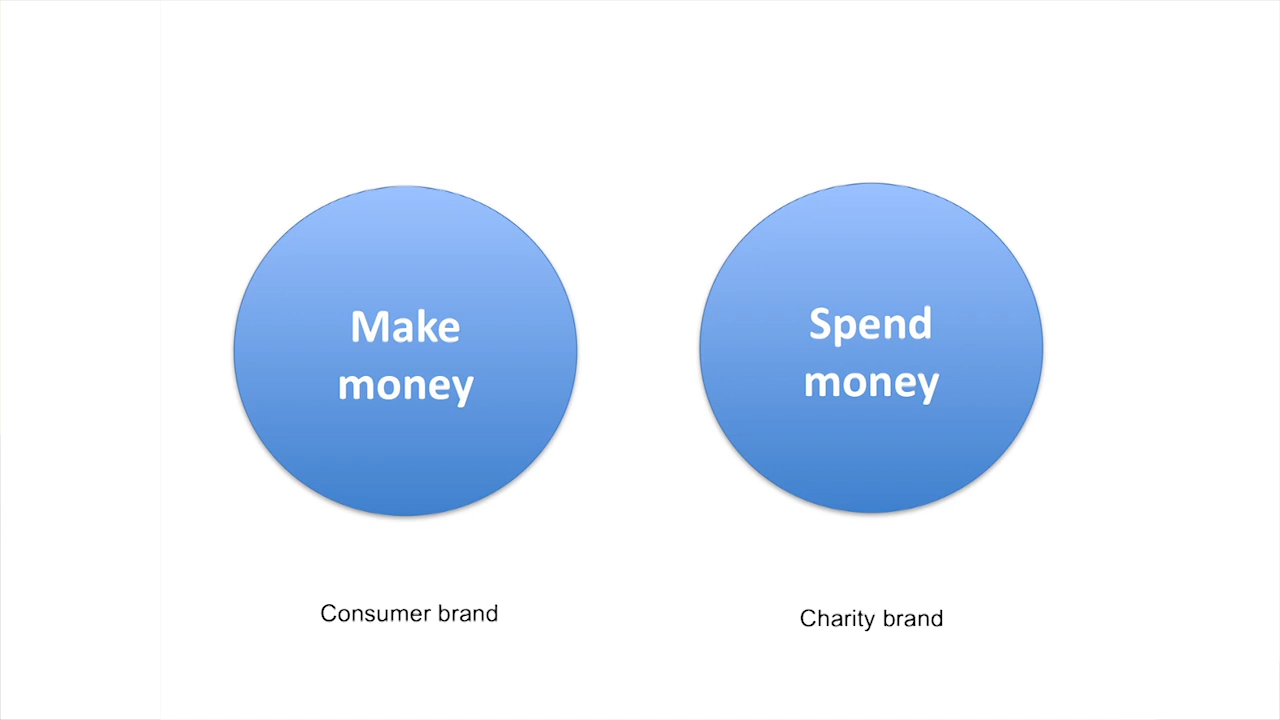 Make
money
Spend
money
Consumer brand
Charity brand